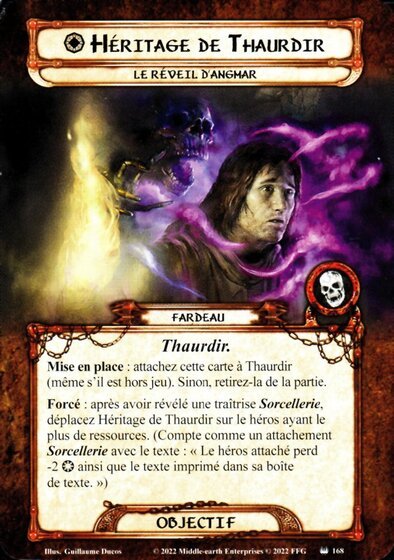 HÉRITAGE DE THAURDIR
LE RÉVEIL D'ANGMAR
FARDEAU
Thaurdir.
Mise en place : attachez cette carte à Thaurdir
(même s'il est hors jeu). Sinon, retirez-la de la partie.
Forcé : après avoir révélé une traîtrise Sorcellerie,
déplacez Héritage de Thaurdir sur le héros ayant
le plus de ressources. (Compte comme un attachement
Sorcellerie avec le texte : « Le héros attaché perd
-2 ainsi que le texte imprimé dans sa boîte
de texte. »)
OBJECTIF
Illus. Guillaume Ducos © 2022 Middle-earth Enterprises © 2022 FFG 168